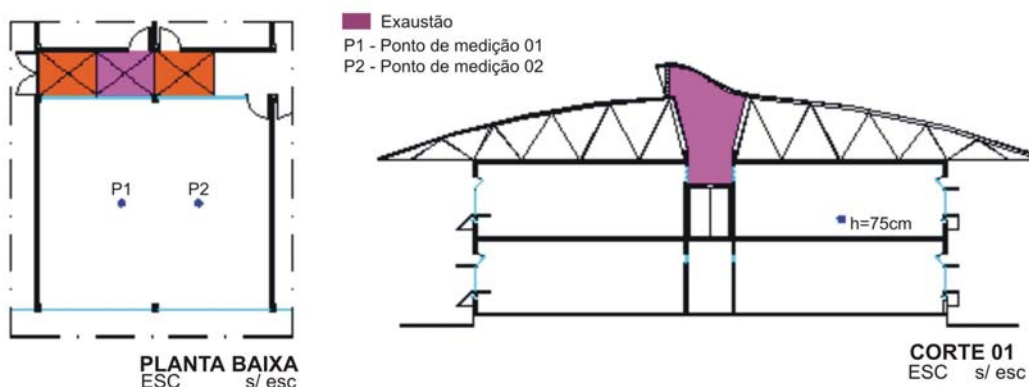 Exaustão
P1 - Ponto de medição 01
P2 - Ponto de medição 02
P1
P2
h=75cm
PLANTA BAIXA
ESC s/ esc
CORTE 01
ESC s/ esc